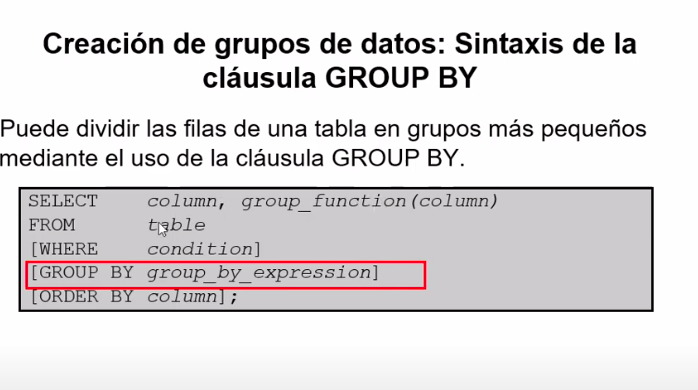 Creación de grupos de datos: Sintaxis de la
cláusula GROUP BY
Puede dividir las filas de una tabla en grupos más pequeños
mediante el uso de la cláusula GROUP BY.
SELECT column, group_function(column)
FROM table
[WHERE condition]
[GROUP BY group_by_expression]
[ORDER BY column];